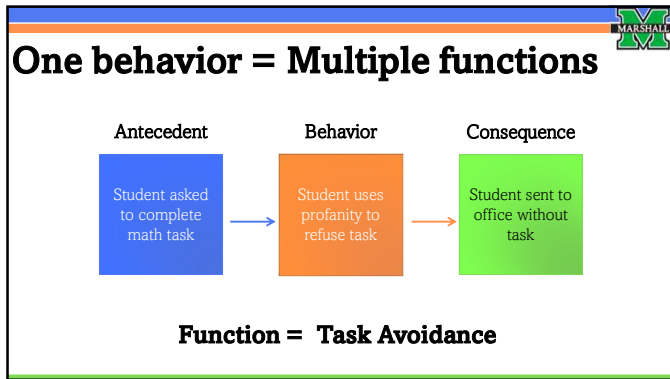 MARSHALL
One behavior = Multiple functions
Antecedent
Behavior
Consequence
Student asked
to complete
math task
Student uses
profanity to
refuse task
Student sent to
office without
task
Function = Task Avoidance